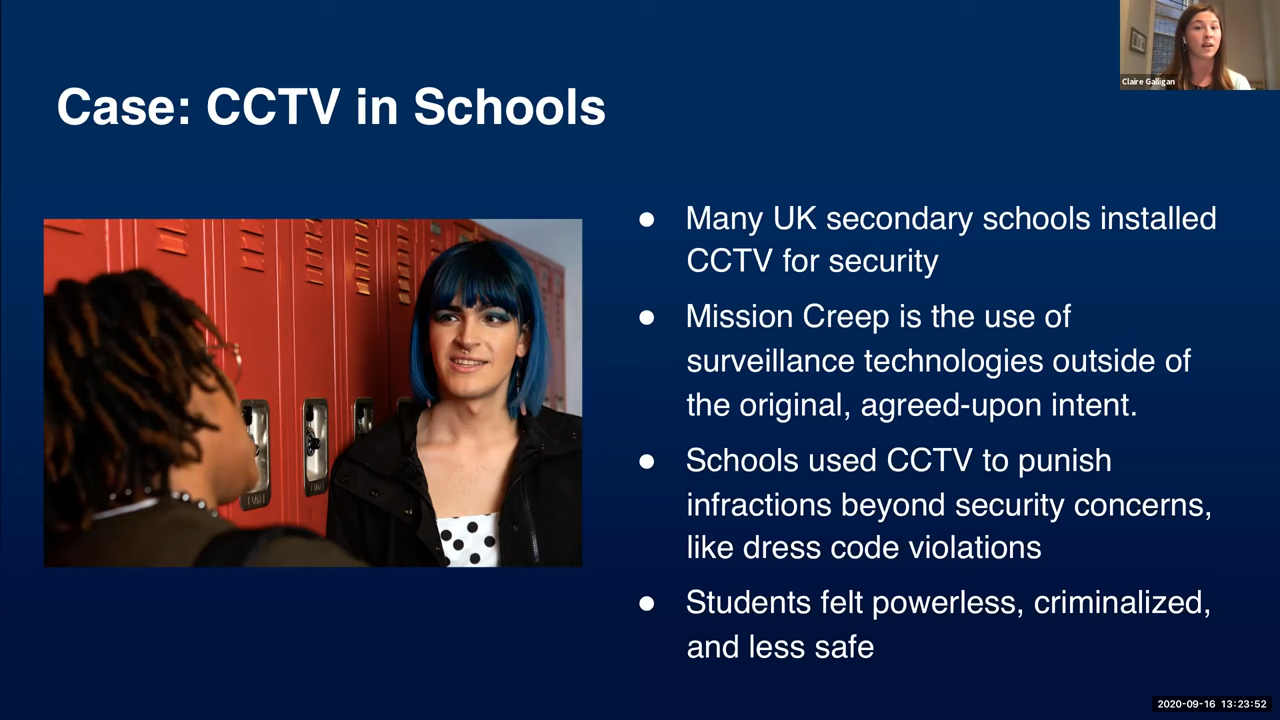 Claire Galligan
Case: CCTV in Schools
● Many UK secondary schools installed
CCTV for security
● Mission Creep is the use of
surveillance technologies outside of
the original, agreed-upon intent.
● Schools used CCTV to punish
infractions beyond security concerns,
like dress code violations
● Students felt powerless, criminalized,
and less safe
2020-09-16 13:23:52